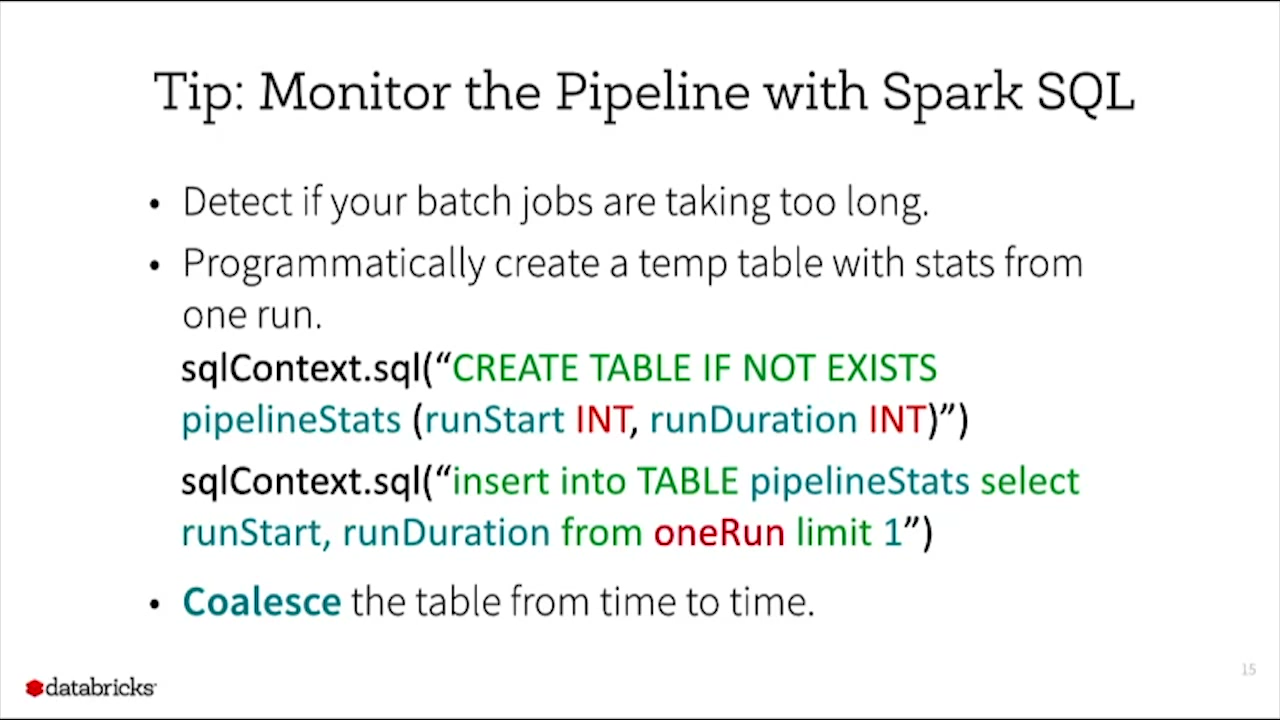 Tip: Monitor the Pipeline with Spark SQL
• Detect if your batch jobs are taking too long.
• Programmatically create a temp table with stats from
one run.
sqlContext.sql(“CREATE TABLE IF NOT EXISTS
pipelineStats (runStart INT, runDuration INT)”)
sqlContext.sql(“insert into TABLE pipelineStats select
runStart, runDuration from oneRun limit 1”)
• Coalesce the table from time to time.
databricks
15